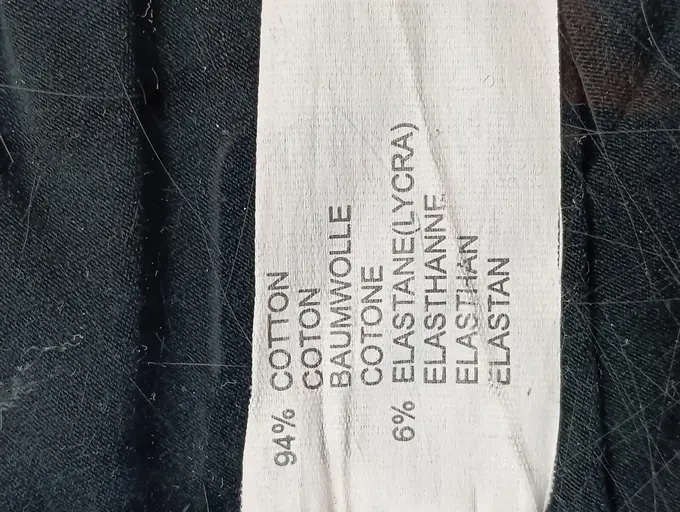 94% COTTON
COTON
BAUMWOLLE
COTONE
6% ELASTANE(LYCRA)
ELASTHANNE
ELASTHAN
ELASTAN